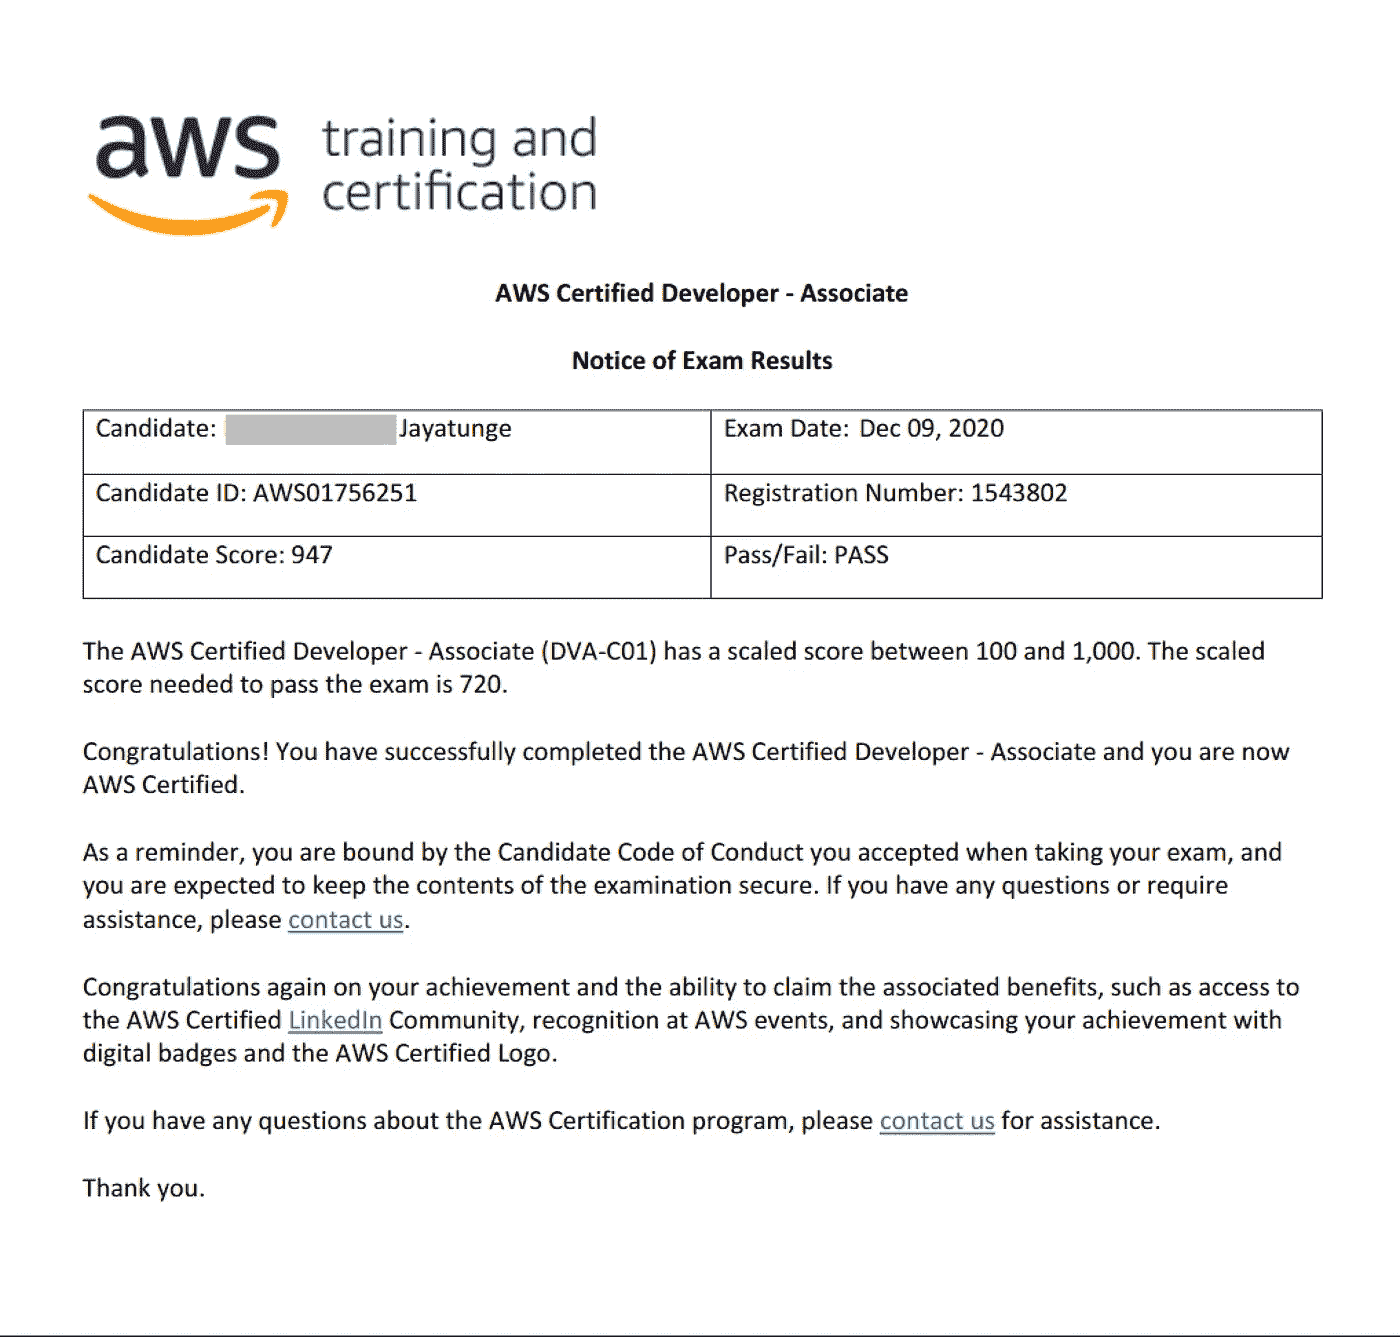 aws training and
certification
AWS Certified Developer - Associate
Notice of Exam Results
Candidate: Jayatunge
Exam Date: Dec 09, 2020
Candidate ID: AWS01756251
Registration Number: 1543802
Candidate Score: 947
Pass/Fail: PASS
The AWS Certified Developer - Associate (DVA-C01) has a scaled score between 100 and 1,000. The scaled
score needed to pass the exam is 720.
Congratulations! You have successfully completed the AWS Certified Developer - Associate and you are now
AWS Certified.
As a reminder, you are bound by the Candidate Code of Conduct you accepted when taking your exam, and
you are expected to keep the contents of the examination secure. If you have any questions or require
assistance, please contact us.
Congratulations again on your achievement and the ability to claim the associated benefits, such as access to
the AWS Certified LinkedIn Community, recognition at AWS events, and showcasing your achievement with
digital badges and the AWS Certified Logo.
If you have any questions about the AWS Certification program, please contact us for assistance.
Thank you.